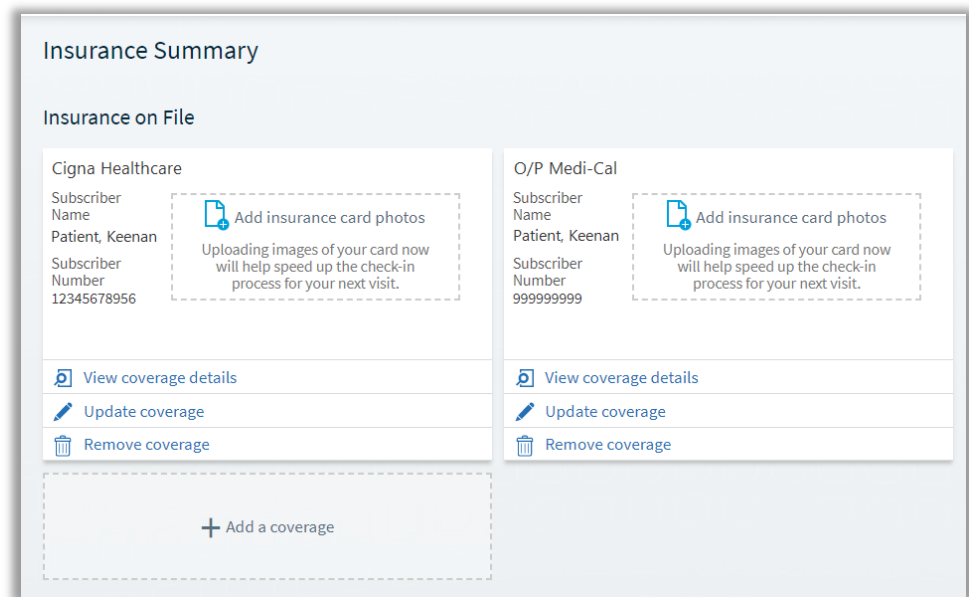 Insurance Summary
Insurance on File
Cigna Healthcare
Subscriber
Name
Patient, Keenan
Subscriber
Number
12345678956
Add insurance card photos
Uploading images of your card now
will help speed up the check-in
process for your next visit.
View coverage details
Update coverage
Remove coverage
O/P Medi-Cal
Subscriber
Name
Patient, Keenan
Subscriber
Number
999999999
Add insurance card photos
Uploading images of your card now
will help speed up the check-in
process for your next visit.
View coverage details
Update coverage
Remove coverage
Add a coverage